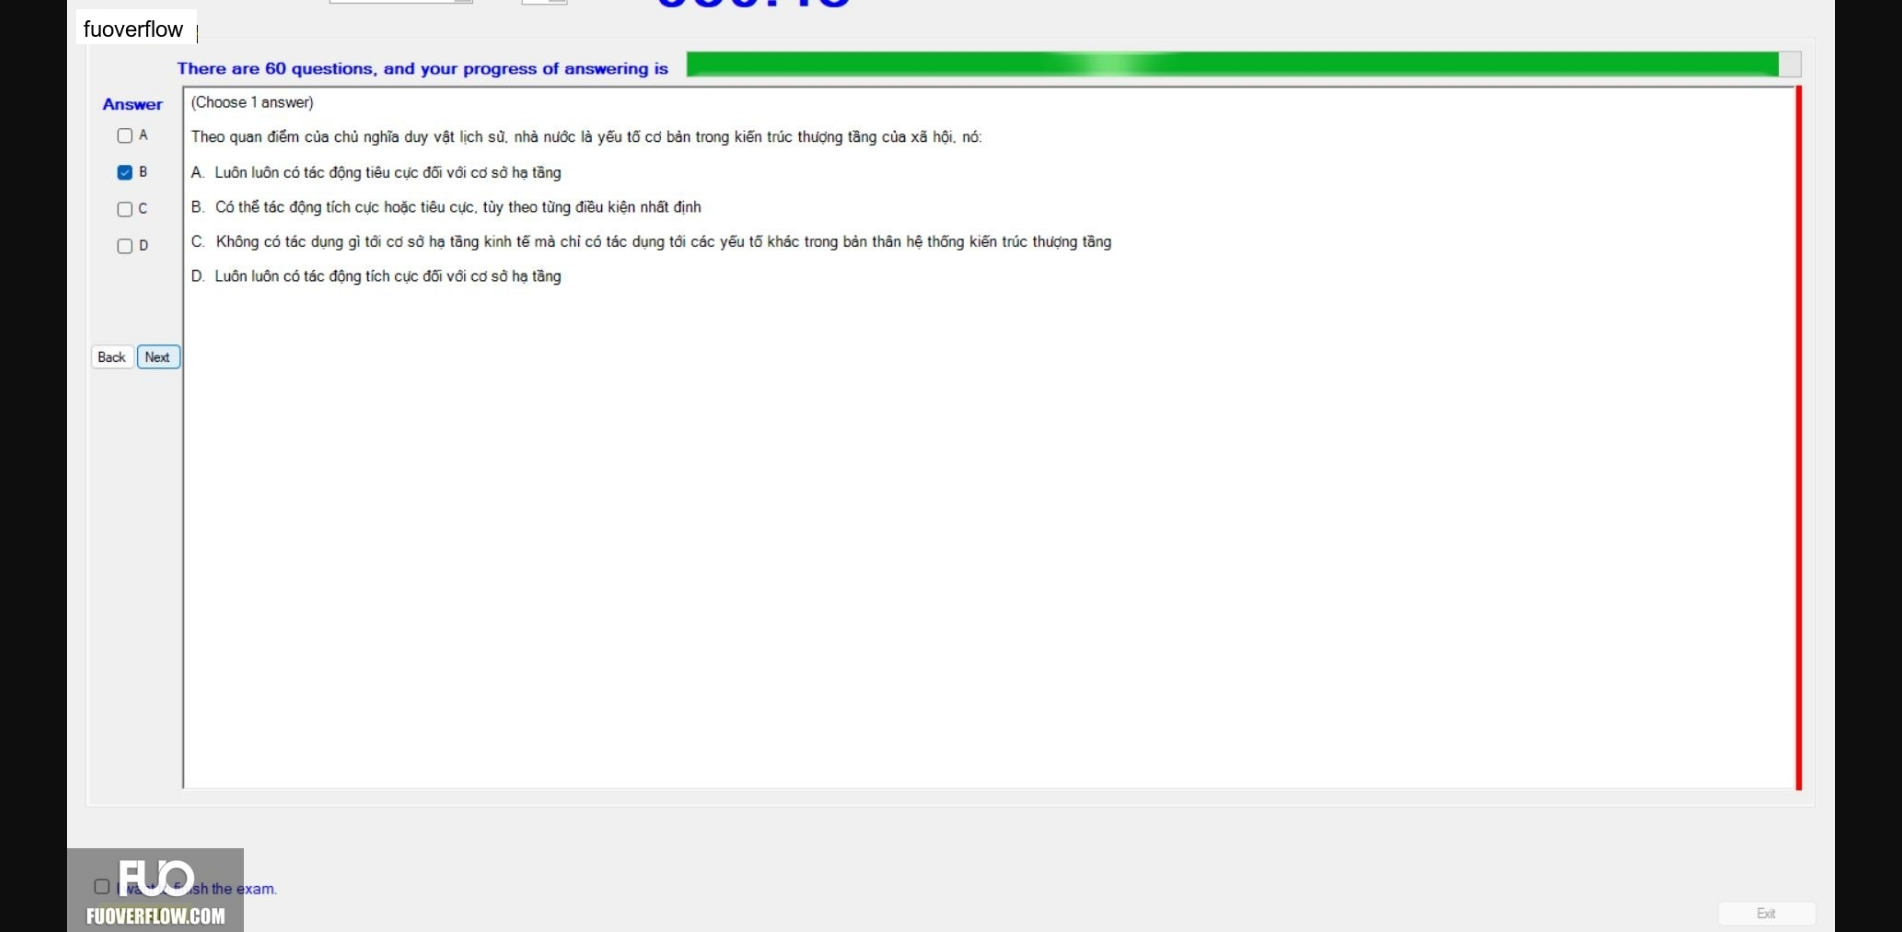 fuoverflow
There are 60 questions, and your progress of answering is
Answer
(Choose 1 answer)
A
Theo quan điểm của chủ nghĩa duy vật lịch sử, nhà nước là yếu tố cơ bản trong kiến trúc thượng tầng của xã hội, nó:
B
A. Luôn luôn có tác động tiêu cực đối với cơ sở hạ tầng
C
B. Có thể tác động tích cực hoặc tiêu cực, tùy theo từng điều kiện nhất định
D
C. Không có tác dụng gì tới cơ sở hạ tầng kinh tế mà chỉ có tác dụng tới các yếu tố khác trong bản thân hệ thống kiến trúc thượng tầng
D. Luôn luôn có tác động tích cực đối với cơ sở hạ tầng
Back Next
FUO
I want finish the exam.
FUOVERFLOW.COM
Exit